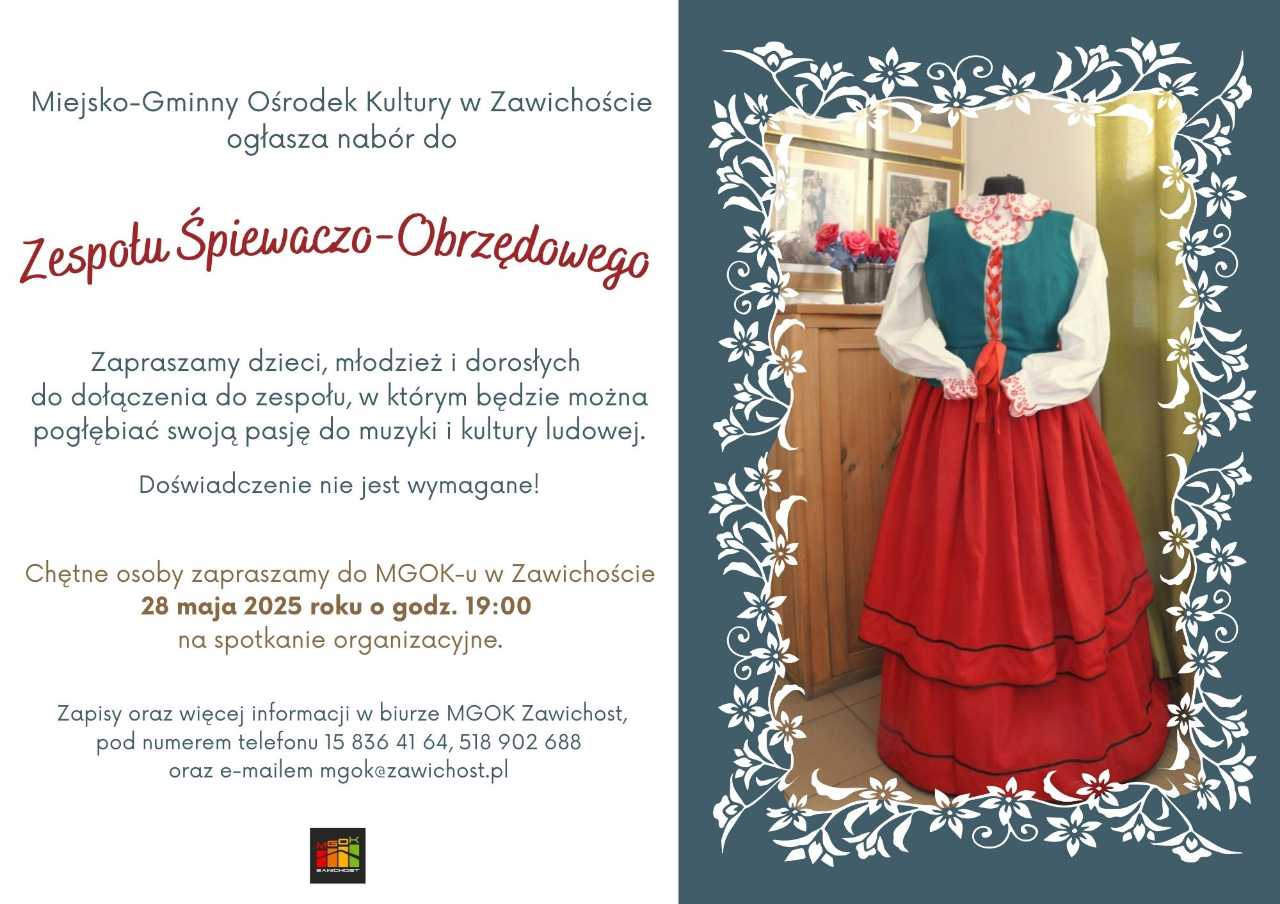 Miejsko-Gminny Ośrodek Kultury w Zawichoście
ogłasza nabór do
Zespołu Śpiewaczo-Obrzędowego
Zapraszamy dzieci, młodzież i dorosłych
do dołączenia do zespołu, w którym będzie można
pogłębiać swoją pasję do muzyki i kultury ludowej.
Doświadczenie nie jest wymagane!
Chętne osoby zapraszamy do MGOK-u w Zawichoście
28 maja 2025 roku o godz. 19:00
na spotkanie organizacyjne.
Zapisy oraz więcej informacji w biurze MGOK Zawichost,
pod numerem telefonu 15 836 41 64, 518 902 688
oraz e-mailem mgok@zawichost.pl
MGOK
ZAWICHOST